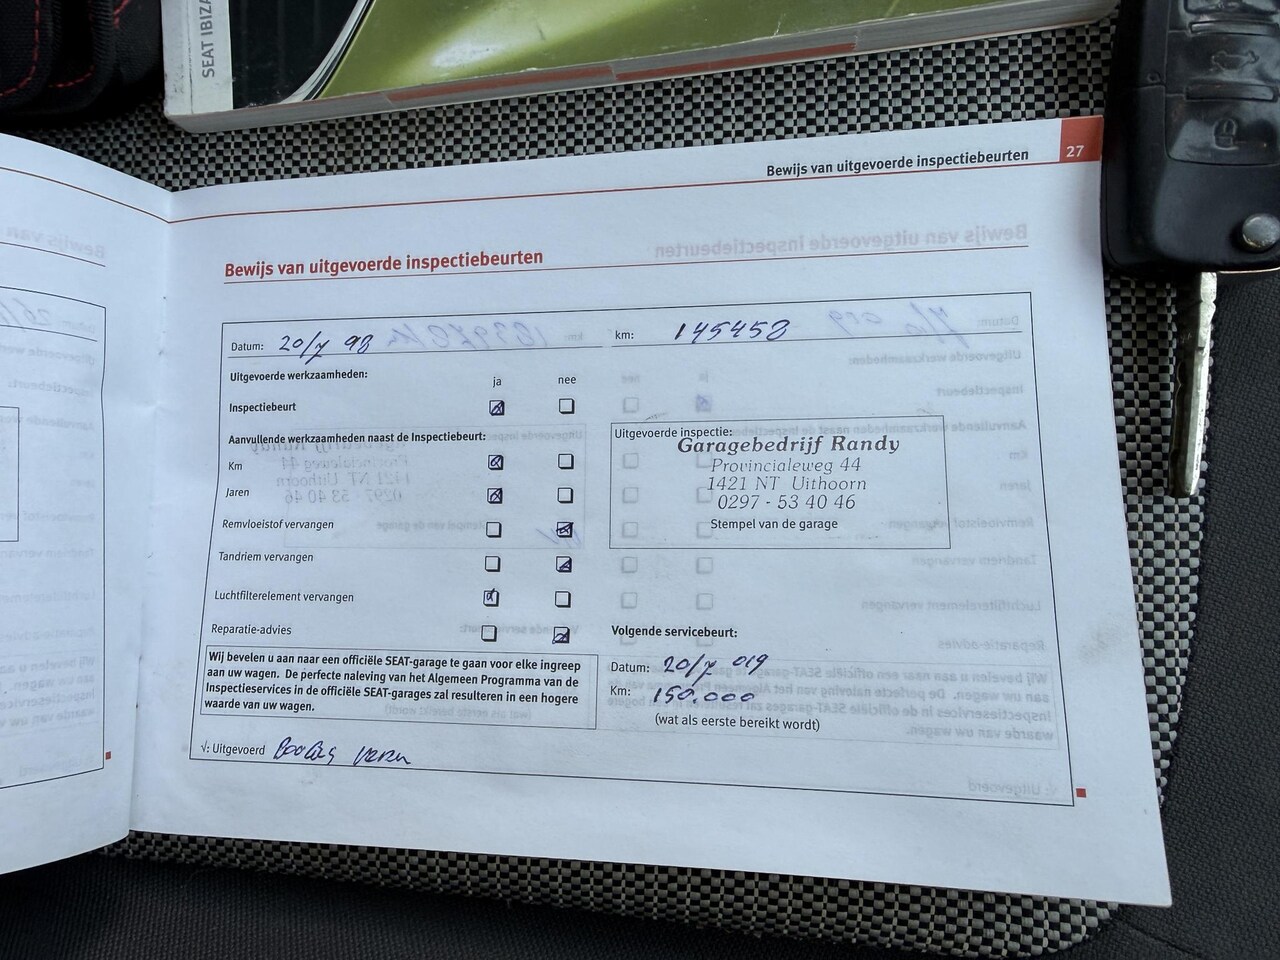 SEAT IBIZA
Bewijs van uitgevoerde inspectiebeurten 27
Bewijs van uitgevoerde inspectiebeurten
Datum: 20/7 98 km: 145458
Uitgevoerde werkzaamheden: ja nee
Inspectiebeurt
Aanvullende werkzaamheden naast de Inspectiebeurt:
Km
Jaren
Remvloeistof vervangen
Tandriem vervangen
Luchtfilterelement vervangen
Reparatie-advies
Uitgevoerde inspectie:
Garagebedrijf Randy
Provincialeweg 44
1421 NT Uithoorn
0297 - 53 40 46
Stempel van de garage
Volgende servicebeurt:
Datum: 20/7 019
Km: 150.000
(wat als eerste bereikt wordt)
Wij bevelen u aan naar een officiële SEAT-garage te gaan voor elke ingreep
aan uw wagen. De perfecte naleving van het Algemeen Programma van de
Inspectieservices in de officiële SEAT-garages zal resulteren in een hogere
waarde van uw wagen.
√: Uitgevoerd